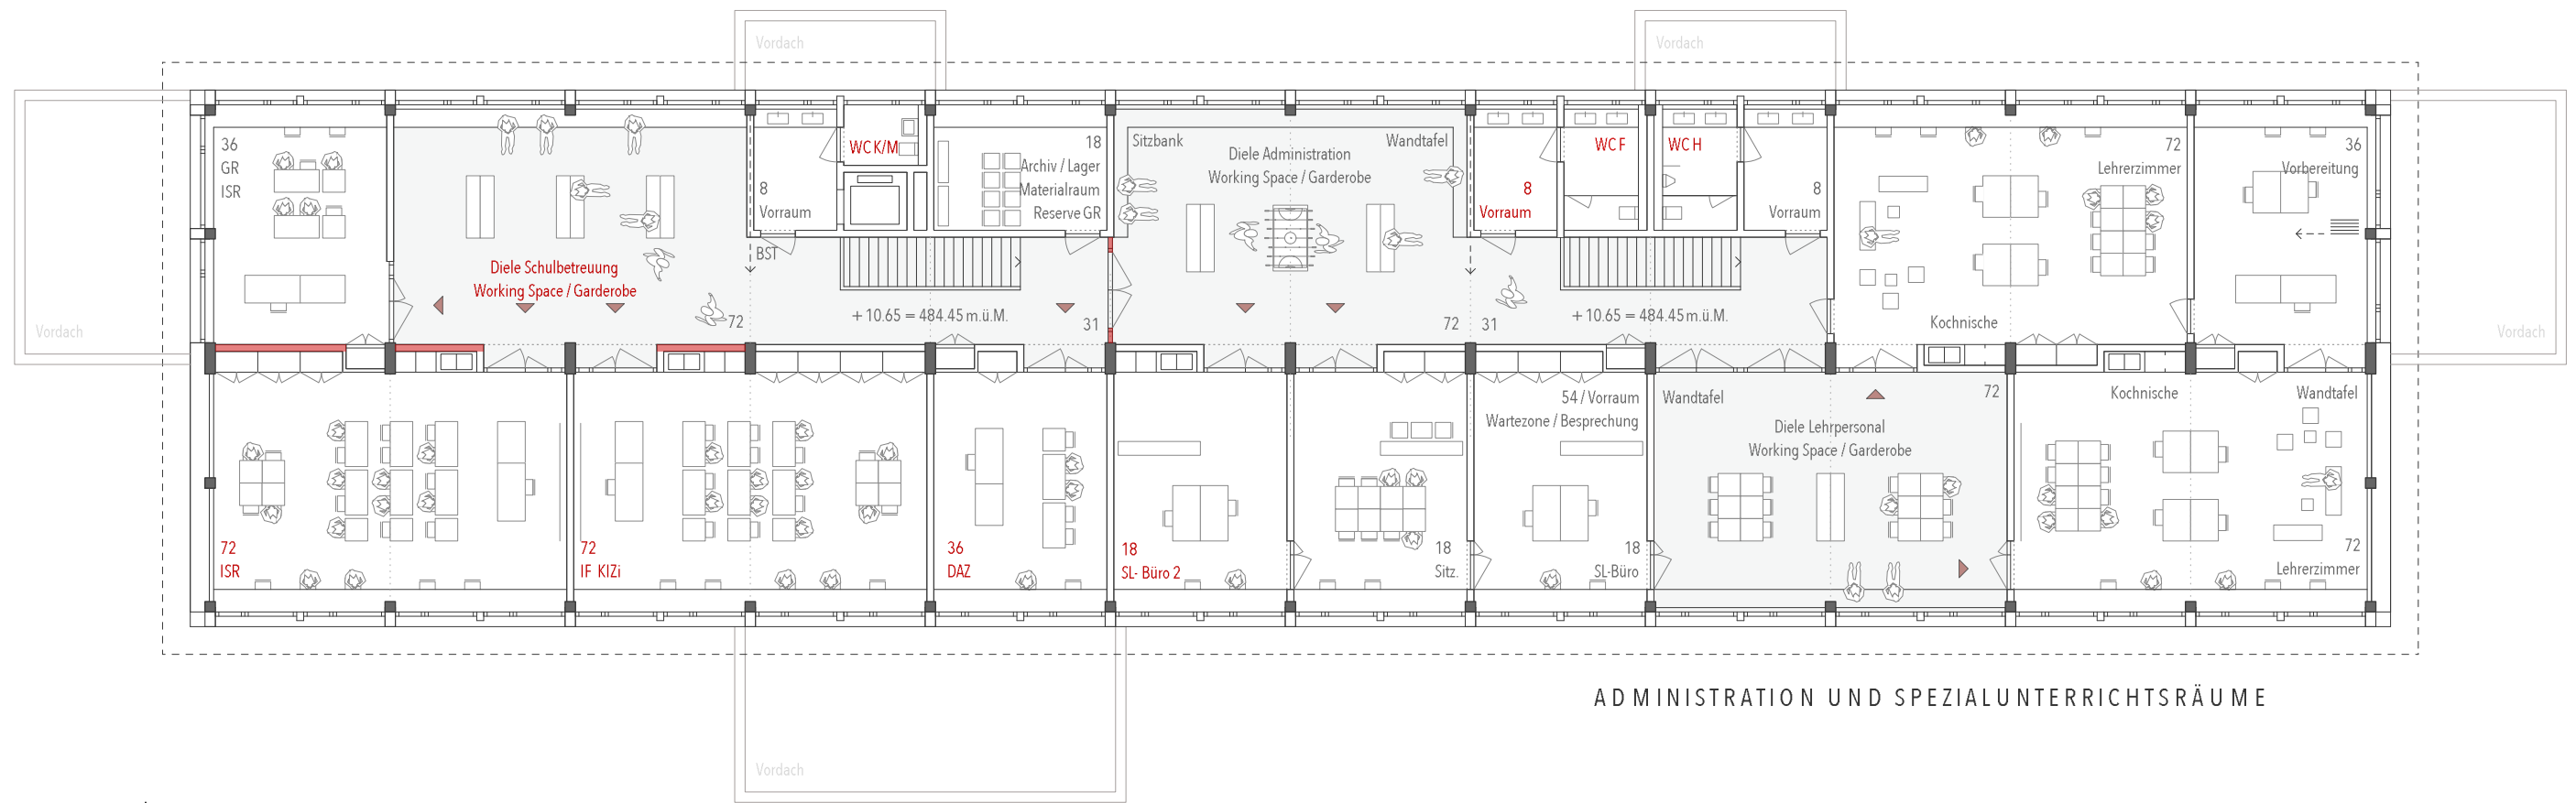 Vordach
Vordach
36
GR
ISR
WC K/M
18
Archiv / Lager
Materialraum
Reserve GR
8
Vorraum
BST
Diele Schulbetreuung
Working Space / Garderobe
72
+ 10.65 = 484.45 m.ü.M.
31
Sitzbank
Wandtafel
Diele Administration
Working Space / Garderobe
72
31
8
Vorraum
WC F
WC H
8
Vorraum
+ 10.65 = 484.45 m.ü.M.
72
Lehrerzimmer
Kochnische
36
Vorbereitung
Vordach
Vordach
72
ISR
72
IF KIZi
36
DAZ
18
SL- Büro 2
18
Sitz.
54 / Vorraum
Wartezone / Besprechung
18
SL-Büro
Wandtafel
72
Diele Lehrpersonal
Working Space / Garderobe
Kochnische
Wandtafel
72
Lehrerzimmer
ADMINISTRATION UND SPEZIALUNTERRICHTSRÄUME
Vordach